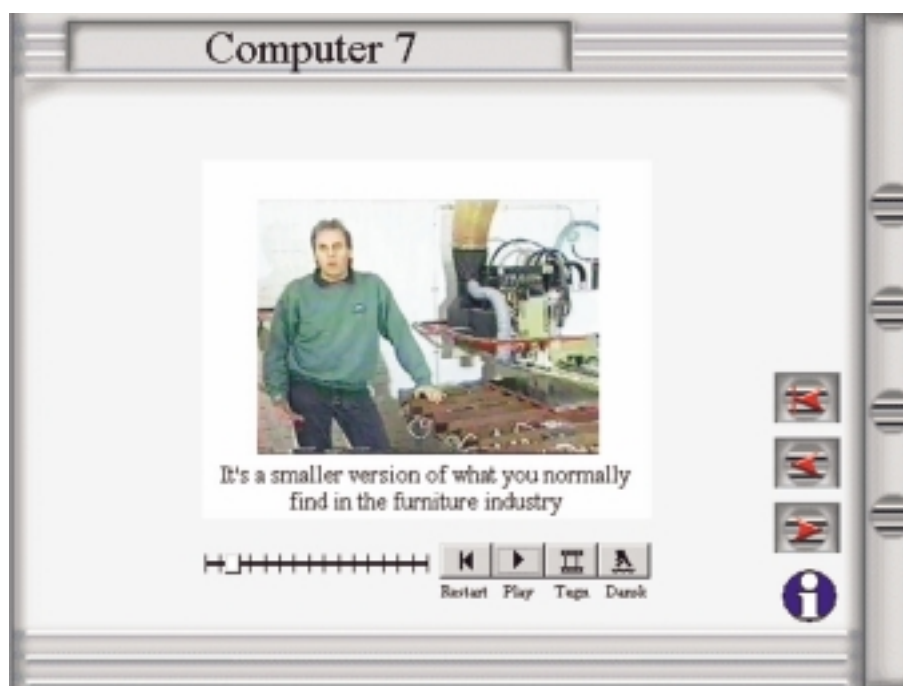 Computer 7
It's a smaller version of what you normally
find in the furniture industry
Restart Play Tegn Dansk